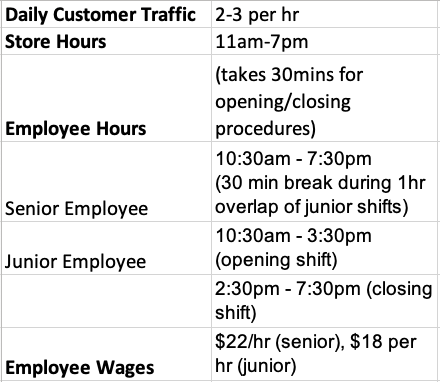 Daily Customer Traffic 2-3 per hr
Store Hours 11am-7pm
(takes 30mins for
opening/closing
Employee Hours procedures)
10:30am - 7:30pm
(30 min break during 1hr
Senior Employee overlap of junior shifts)
10:30am - 3:30pm
Junior Employee (opening shift)
2:30pm - 7:30pm (closing
shift)
$22/hr (senior), $18 per
Employee Wages hr (junior)